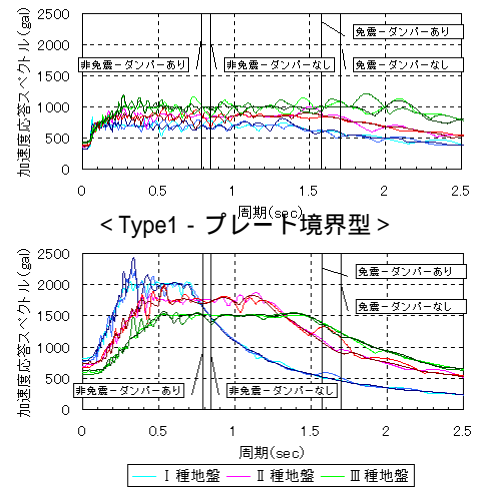 加速度応答スペクトル(gal)
2500
2000
1500
1000
500
0
非免震-ダンパーあり
非免震-ダンパーなし
免震-ダンパーあり
免震-ダンパーなし
0 0.5 1 1.5 2 2.5
周期(sec)
<Type1 - プレート境界型>
加速度応答スペクトル(gal)
2500
2000
1500
1000
500
0
免震-ダンパーあり
免震-ダンパーなし
非免震-ダンパーあり
非免震-ダンパーなし
0 0.5 1 1.5 2 2.5
周期(sec)
Ⅰ種地盤 Ⅱ種地盤 Ⅲ種地盤